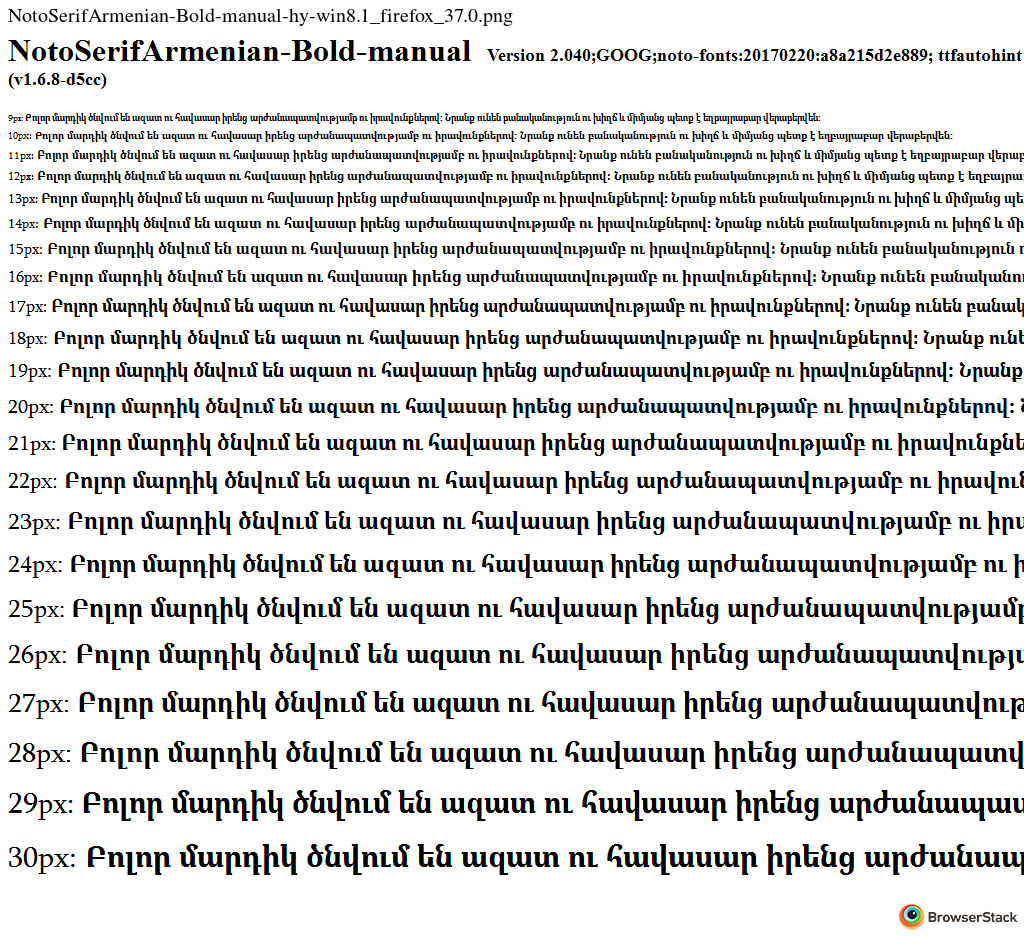 NotoSerifArmenian-Bold-manual-hy-win8.1_firefox_37.0.png
NotoSerifArmenian-Bold-manual Version 2.040;GOOG;noto-fonts:20170220:a8a215d2e889; ttfautohint
(v1.6.8-d5cc)
9px: Բոլոր մարդիկ ծնվում են ազատ ու հավասար իրենց արժանապատվությամբ ու իրավունքներով։ Նրանք ունեն բանականություն ու խիղճ և միմյանց պետք է եղբայրաբար վերաբերվեն։
10px: Բոլոր մարդիկ ծնվում են ազատ ու հավասար իրենց արժանապատվությամբ ու իրավունքներով։ Նրանք ունեն բանականություն ու խիղճ և միմյանց պետք է եղբայրաբար վերաբերվեն։
11px: Բոլոր մարդիկ ծնվում են ազատ ու հավասար իրենց արժանապատվությամբ ու իրավունքներով։ Նրանք ունեն բանականություն ու խիղճ և միմյանց պետք է եղբայրաբար վերաբ
12px: Բոլոր մարդիկ ծնվում են ազատ ու հավասար իրենց արժանապատվությամբ ու իրավունքներով։ Նրանք ունեն բանականություն ու խիղճ և միմյանց պետք է եղբայրա
13px: Բոլոր մարդիկ ծնվում են ազատ ու հավասար իրենց արժանապատվությամբ ու իրավունքներով։ Նրանք ունեն բանականություն ու խիղճ և միմյանց պե
14px: Բոլոր մարդիկ ծնվում են ազատ ու հավասար իրենց արժանապատվությամբ ու իրավունքներով։ Նրանք ունեն բանականություն ու խիղճ և մի
15px: Բոլոր մարդիկ ծնվում են ազատ ու հավասար իրենց արժանապատվությամբ ու իրավունքներով։ Նրանք ունեն բանականություն
16px: Բոլոր մարդիկ ծնվում են ազատ ու հավասար իրենց արժանապատվությամբ ու իրավունքներով։ Նրանք ունեն բանականու
17px: Բոլոր մարդիկ ծնվում են ազատ ու հավասար իրենց արժանապատվությամբ ու իրավունքներով։ Նրանք ունեն բանակա
18px: Բոլոր մարդիկ ծնվում են ազատ ու հավասար իրենց արժանապատվությամբ ու իրավունքներով։ Նրանք ունե
19px: Բոլոր մարդիկ ծնվում են ազատ ու հավասար իրենց արժանապատվությամբ ու իրավունքներով։ Նրանք
20px: Բոլոր մարդիկ ծնվում են ազատ ու հավասար իրենց արժանապատվությամբ ու իրավունքներով։
21px: Բոլոր մարդիկ ծնվում են ազատ ու հավասար իրենց արժանապատվությամբ ու իրավունքնե
22px: Բոլոր մարդիկ ծնվում են ազատ ու հավասար իրենց արժանապատվությամբ ու իրավուն
23px: Բոլոր մարդիկ ծնվում են ազատ ու հավասար իրենց արժանապատվությամբ ու իրա
24px: Բոլոր մարդիկ ծնվում են ազատ ու հավասար իրենց արժանապատվությամբ ու ի
25px: Բոլոր մարդիկ ծնվում են ազատ ու հավասար իրենց արժանապատվությամբ
26px: Բոլոր մարդիկ ծնվում են ազատ ու հավասար իրենց արժանապատվությա
27px: Բոլոր մարդիկ ծնվում են ազատ ու հավասար իրենց արժանապատվութ
28px: Բոլոր մարդիկ ծնվում են ազատ ու հավասար իրենց արժանապատվ
29px: Բոլոր մարդիկ ծնվում են ազատ ու հավասար իրենց արժանապատ
30px: Բոլոր մարդիկ ծնվում են ազատ ու հավասար իրենց արժանապ
BrowserStack